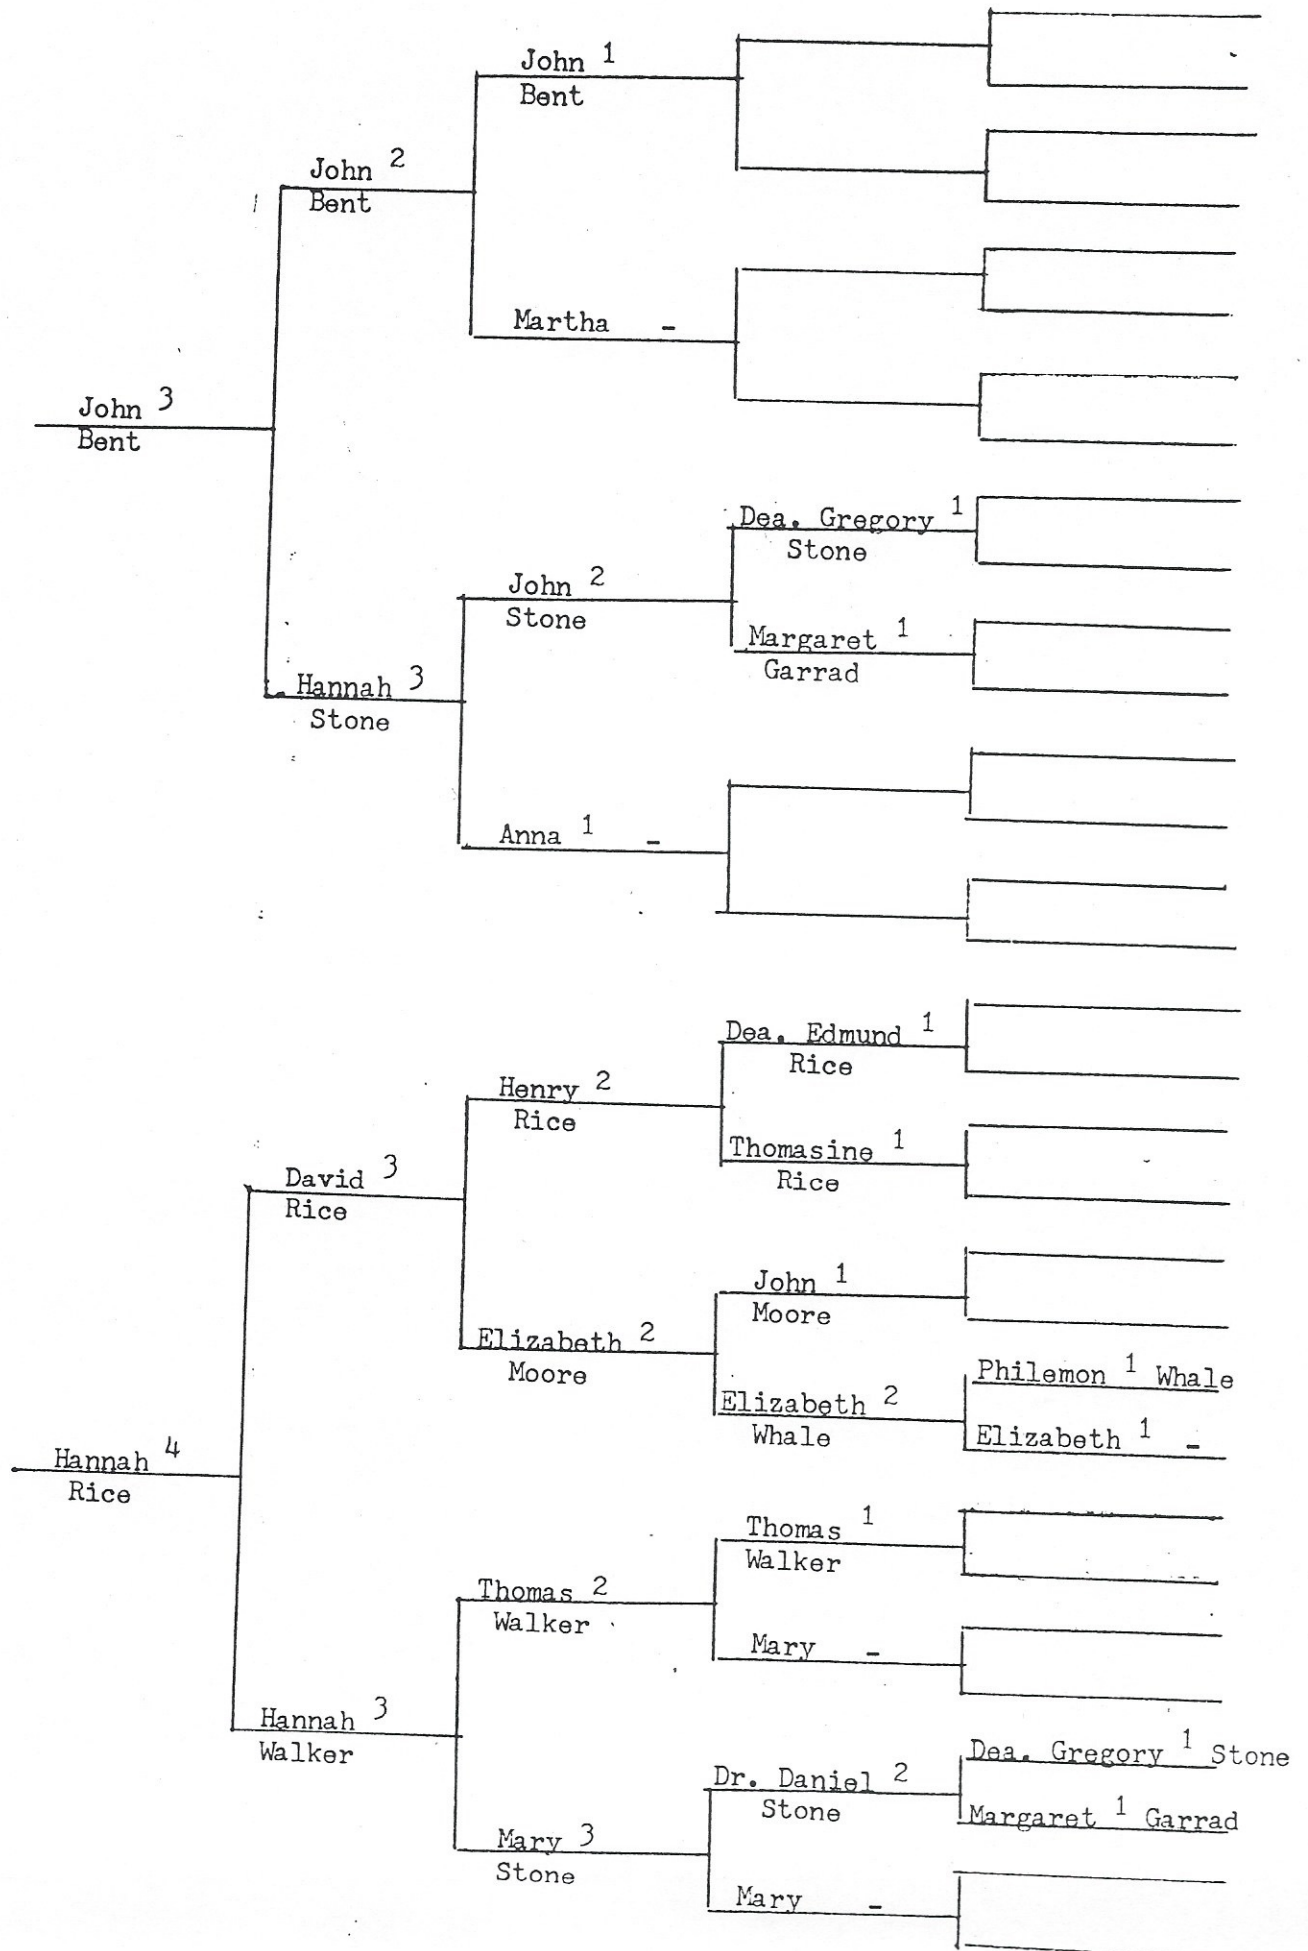 John 1
Bent
John 2
Bent
Martha -
John 3
Bent
Dea. Gregory 1
Stone
John 2
Stone
Margaret 1
Garrad
Hannah 3
Stone
Anna 1 -
Dea. Edmund 1
Rice
Henry 2
Rice
Thomasine 1
Rice
David 3
Rice
John 1
Moore
Elizabeth 2
Moore
Philemon 1 Whale
Elizabeth 2
Whale
Elizabeth 1 -
Hannah 4
Rice
Thomas 1
Walker
Thomas 2
Walker
Mary -
Hannah 3
Walker
Dea. Gregory 1 Stone
Dr. Daniel 2
Stone
Margaret 1 Garrad
Mary 3
Stone
Mary -